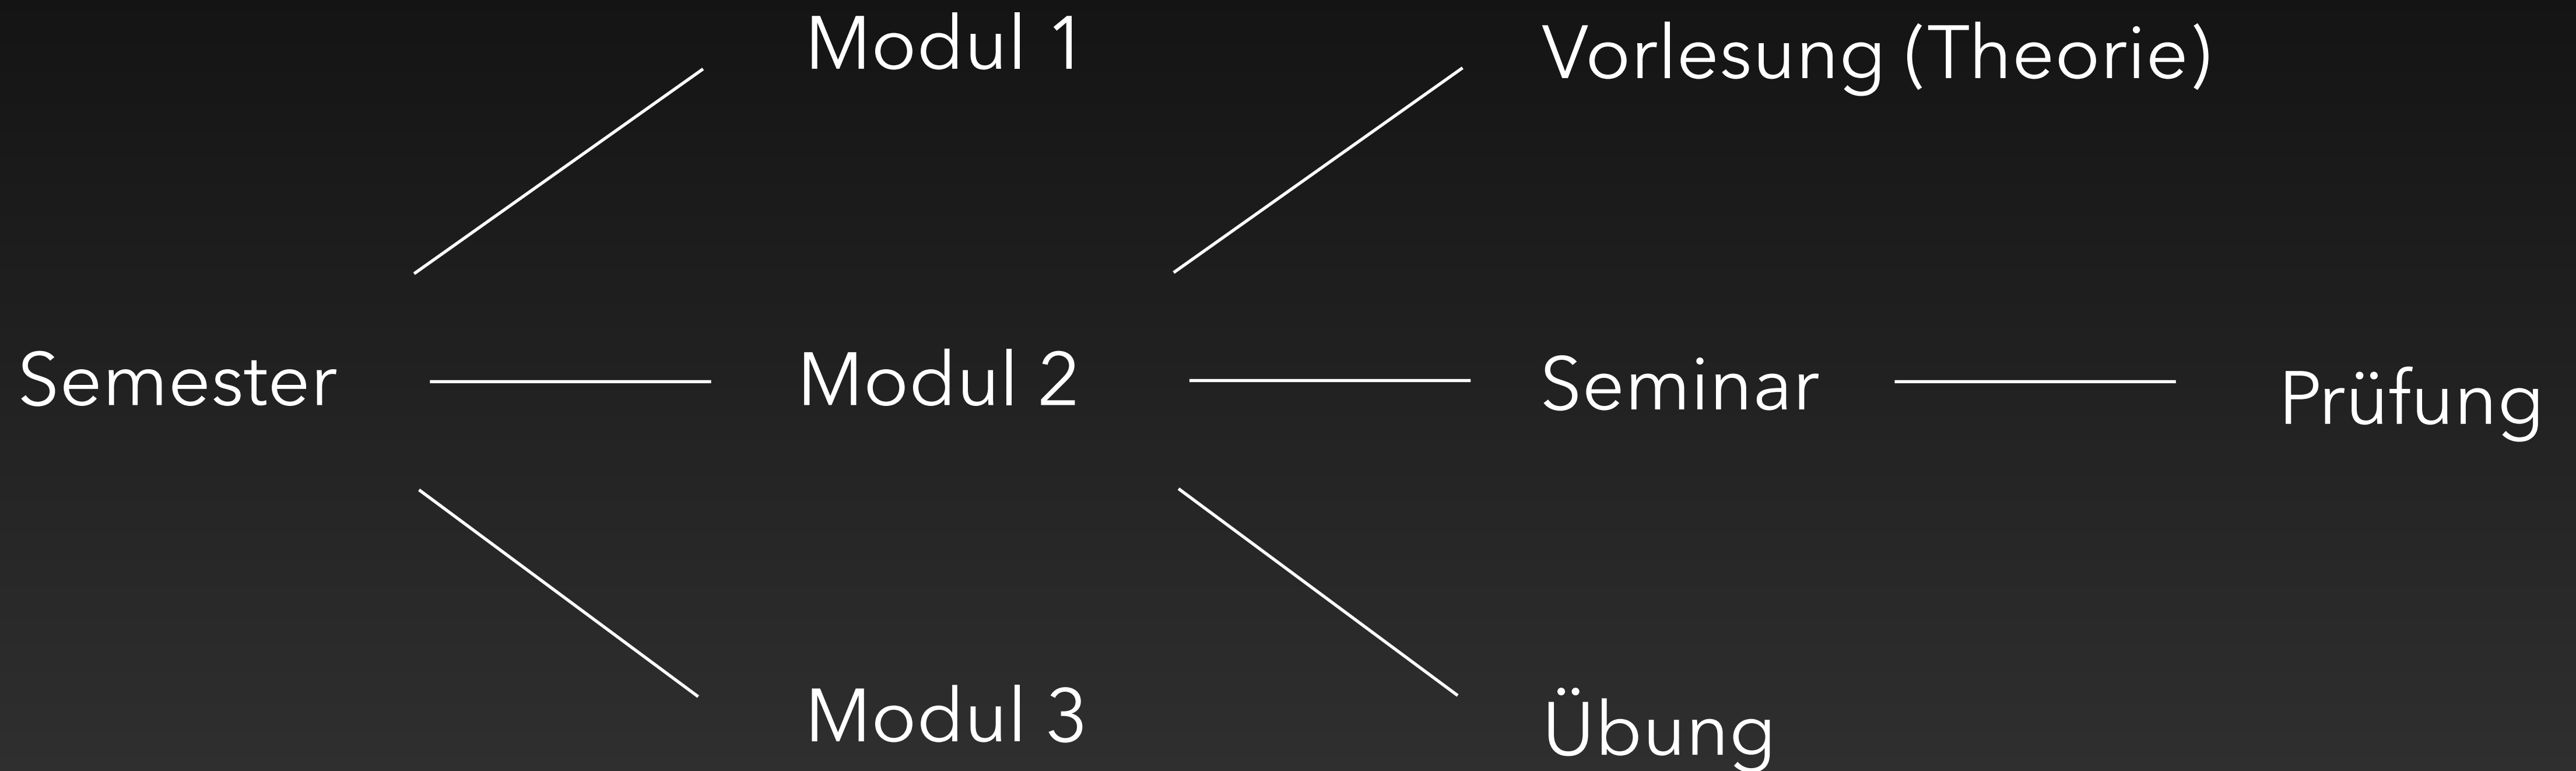 Modul 1
Vorlesung (Theorie)
Semester
Modul 2
Seminar
Prüfung
Modul 3
Übung